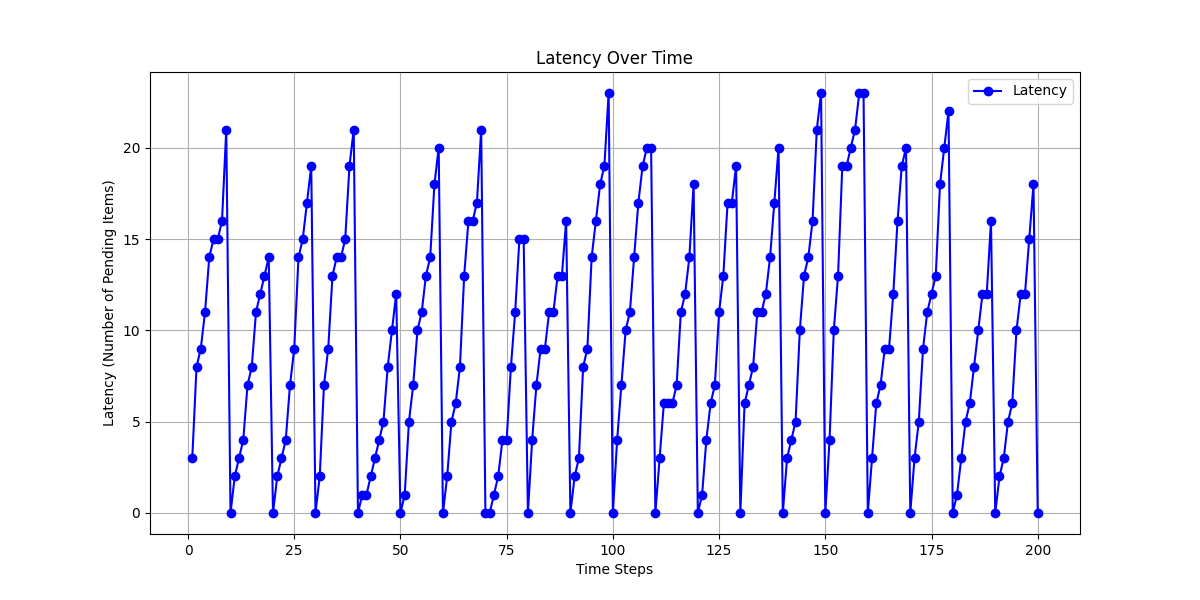 Latency Over Time
Latency
Latency (Number of Pending Items)
20
15
10
5
0
0 25 50 75 100 125 150 175 200
Time Steps